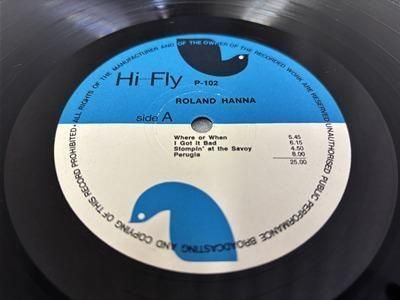 ALL RIGHTS OF THE MANUFACTURER AND OF THE OWNER OF THE RECORDED WORK ARE RESERVED • UNAUTHORISED PUBLIC PERFORMANCE BROADCASTING AND COPYING OF THIS RECORD PROHIBITED •
Hi-Fly
P-102
ROLAND HANNA
side A
Where or When 5.45
I Got It Bad 6.15
Stompin' at the Savoy 4.50
Perugia 8.00
25.00